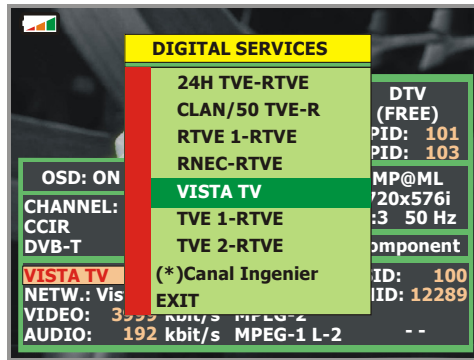 DIGITAL SERVICES
24H TVE-RTVE
CLAN/50 TVE-R
RTVE 1-RTVE
RNEC-RTVE
VISTA TV
TVE 1-RTVE
TVE 2-RTVE
(*)Canal Ingenier
EXIT
DTV
(FREE)
PID: 101
PID: 103
OSD: ON
MP@ML
720x576i
:3 50 Hz
CHANNEL:
CCIR
DVB-T
omponent
VISTA TV
ID: 100
NETW.: Vis
NID: 12289
VIDEO: 3999 kbit/s MPEG-2
AUDIO: 192 kbit/s MPEG-1 L-2 - -